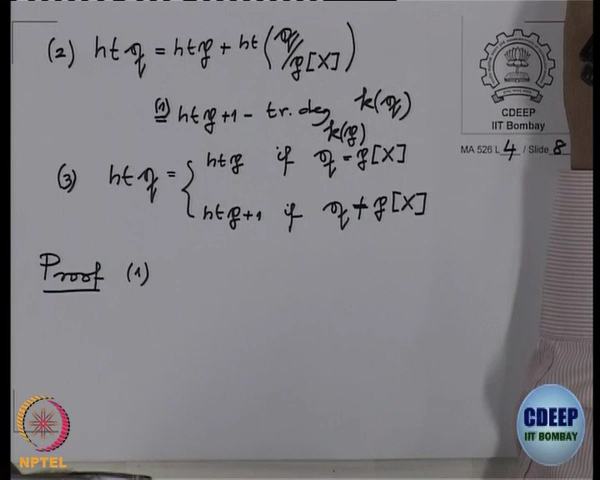 (2) ht 𝔮 = ht 𝔭 + ht (𝔮/𝔭[X])
(1)
= ht 𝔭 + 1 - tr. deg k(𝔮)
k(𝔭)
(3) ht 𝔮 = { ht 𝔭 if 𝔮 = 𝔭[X]
ht 𝔭 + 1 if 𝔮 ≠ 𝔭[X]
Proof (1)
CDEEP
IIT Bombay
MA 526 L 4 / Slide 8
NPTEL
CDEEP
IIT BOMBAY